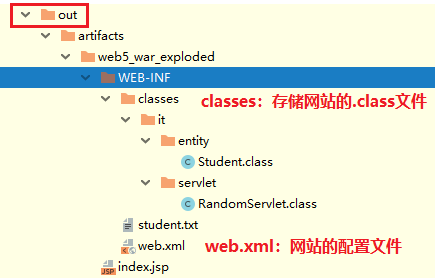 out
artifacts
web5_war_exploded
WEB-INF
classes classes：存储网站的.class文件
it
entity
Student.class
servlet
RandomServlet.class
student.txt
web.xml web.xml：网站的配置文件
index.jsp